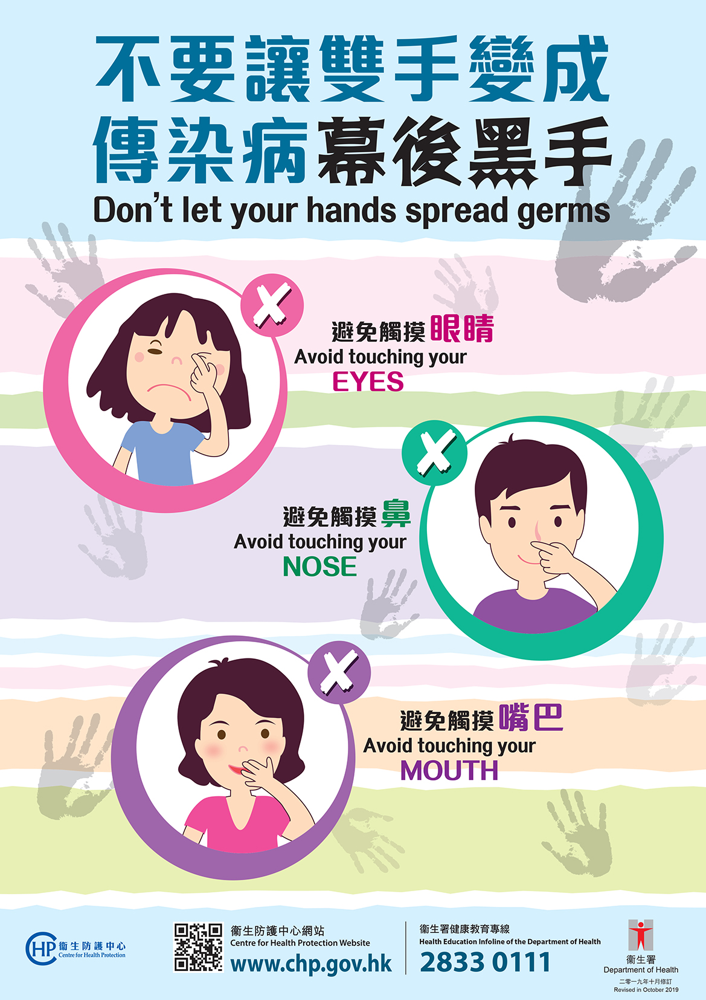 不要讓雙手變成
傳染病幕後黑手
Don't let your hands spread germs
避免觸摸眼睛
Avoid touching your
EYES
避免觸摸鼻
Avoid touching your
NOSE
避免觸摸嘴巴
Avoid touching your
MOUTH
CHP 衞生防護中心
Centre for Health Protection
衞生防護中心網站
Centre for Health Protection Website
www.chp.gov.hk
衞生署健康教育專線
Health Education Infoline of the Department of Health
2833 0111
衞生署
Department of Health
二零一九年十月修訂
Revised in October 2019